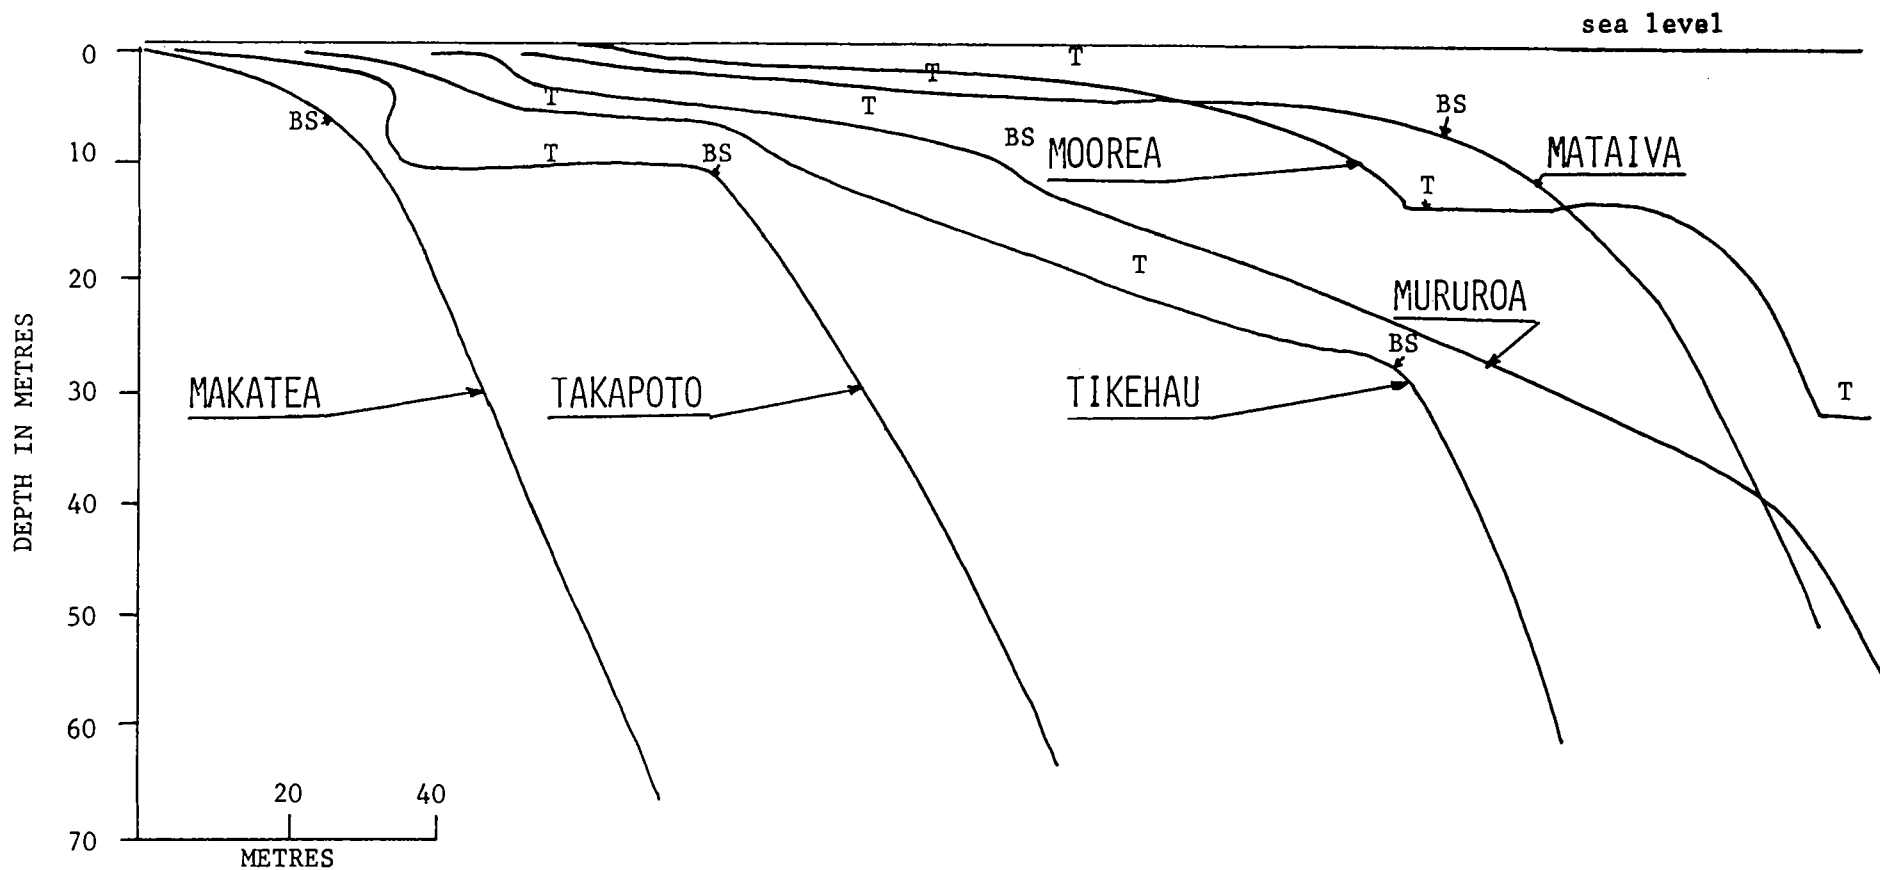 sea level
0
T
T
T
T
BS
BS
BS
10
T
BS
MOOREA
MATAIVA
T
20
T
MURUROA
BS
30
MAKATEA
TAKAPOTO
TIKEHAU
T
40
50
60
20 40
70
METRES
DEPTH IN METRES